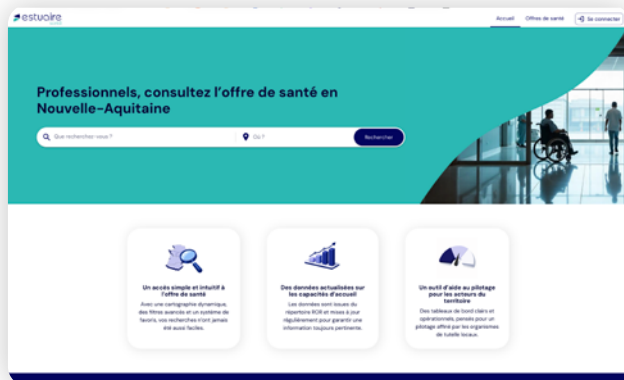 estuaire
Accueil Offres de santé Se connecter
Professionnels, consultez l'offre de santé en
Nouvelle-Aquitaine
Que recherchez-vous ? Où ? Rechercher
Un accès simple et intuitif à
l'offre de santé
Avec une cartographie dynamique,
des filtres avancés et un système de
favoris, vos recherches n'ont jamais
été aussi faciles.
Des données actualisées sur
les capacités d'accueil
Les données sont issues du
répertoire ROR et mises à jour
régulièrement pour garantir une
information toujours pertinente.
Un outil d'aide au pilotage
pour les acteurs du
territoire
Des tableaux de bord clairs et
opérationnels, pensés pour un
pilotage affiné par les organismes
de tutelle locaux.